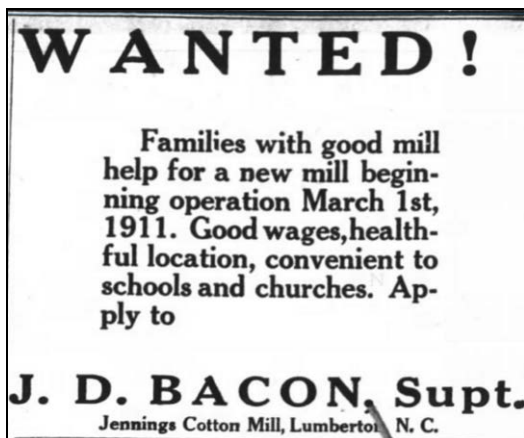 WANTED!
Families with good mill
help for a new mill begin-
ning operation March 1st,
1911. Good wages, health-
ful location, convenient to
schools and churches. Ap-
ply to
J. D. BACON, Supt.
Jennings Cotton Mill, Lumberton N. C.